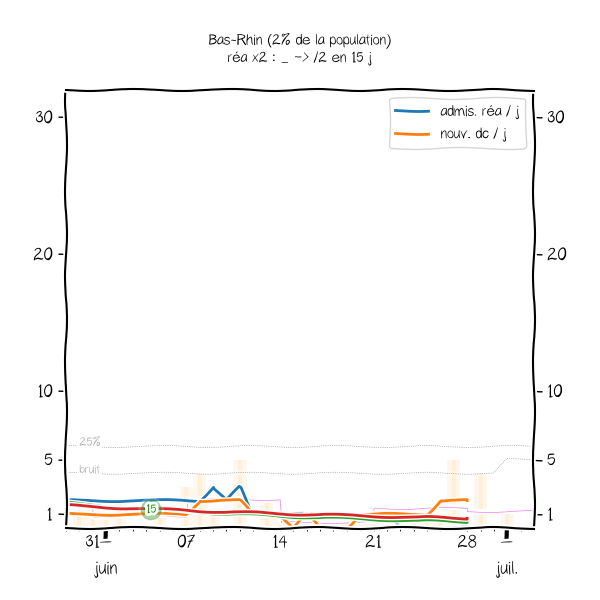 Bas-Rhin (2% de la population)
réa x2 : _ -> /2 en 15 j
admis. réa / j
nouv. dc / j
30
30
20
20
10
10
25%
5
5
bruit
1
15
1
31 07 14 21 28
juin juil.